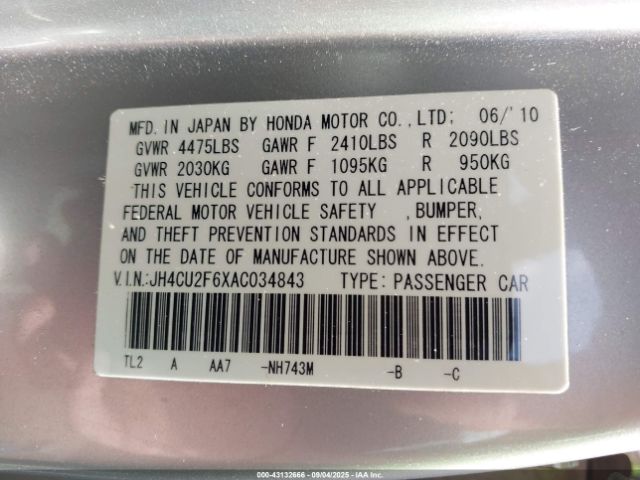 MFD. IN JAPAN BY HONDA MOTOR CO., LTD; 06/'10
GVWR 4475LBS GAWR F 2410LBS R 2090LBS
GVWR 2030KG GAWR F 1095KG R 950KG
THIS VEHICLE CONFORMS TO ALL APPLICABLE
FEDERAL MOTOR VEHICLE SAFETY , BUMPER,
AND THEFT PREVENTION STANDARDS IN EFFECT
ON THE DATE OF MANUFACTURE SHOWN ABOVE.
V.I.N.:JH4CU2F6XAC034843 TYPE: PASSENGER CAR
TL2 A AA7 -NH743M -B -C
000-43132666 - 09/04/2025 - IAAI.COM